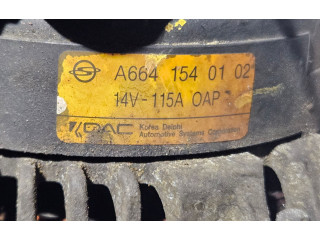 A664 154 01 02
14V-115A OAP
KDAC Korea Delphi
Automotive Systems Corporation